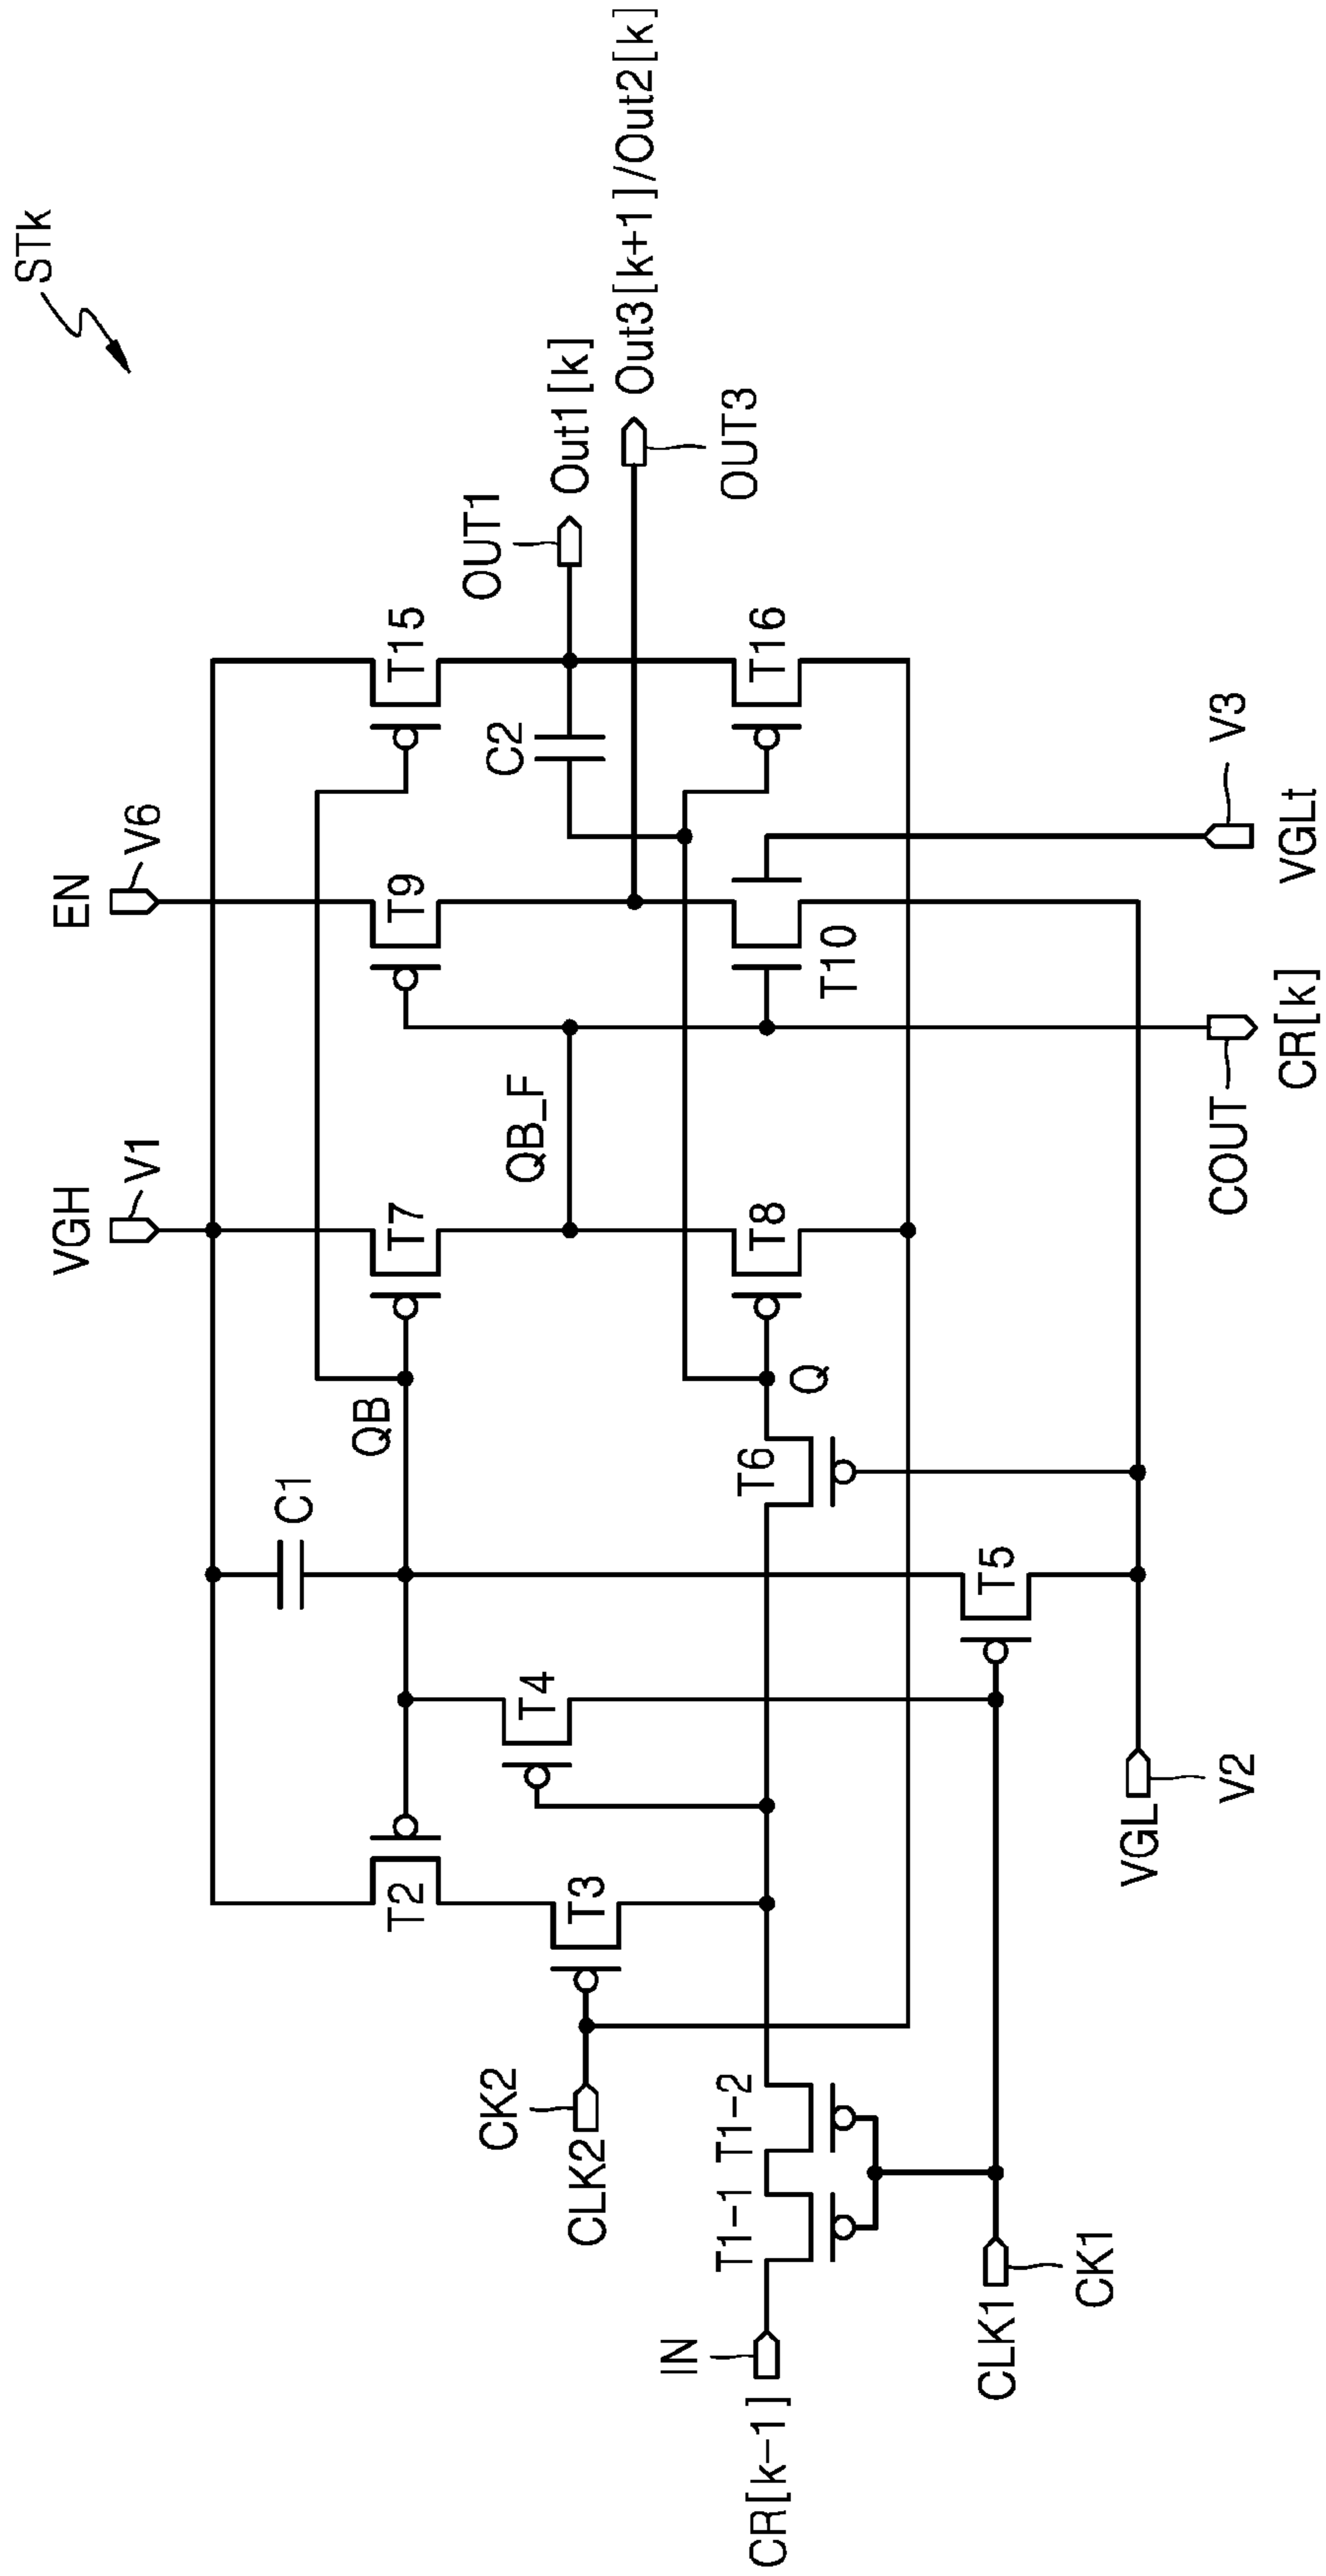 STk
VGH
V1
EN
V6
C1
QB
T7
T9
T15
OUT1
Out1[k]
Out3[k+1]/Out2[k]
OUT3
C2
QB_F
T2
T3
T4
CK2
CLK2
T8
T16
Q
T6
T10
IN
CR[k-1]
T1-1
T1-2
T5
CLK1
CK1
VGL
V2
COUT
CR[k]
V3
VGLt